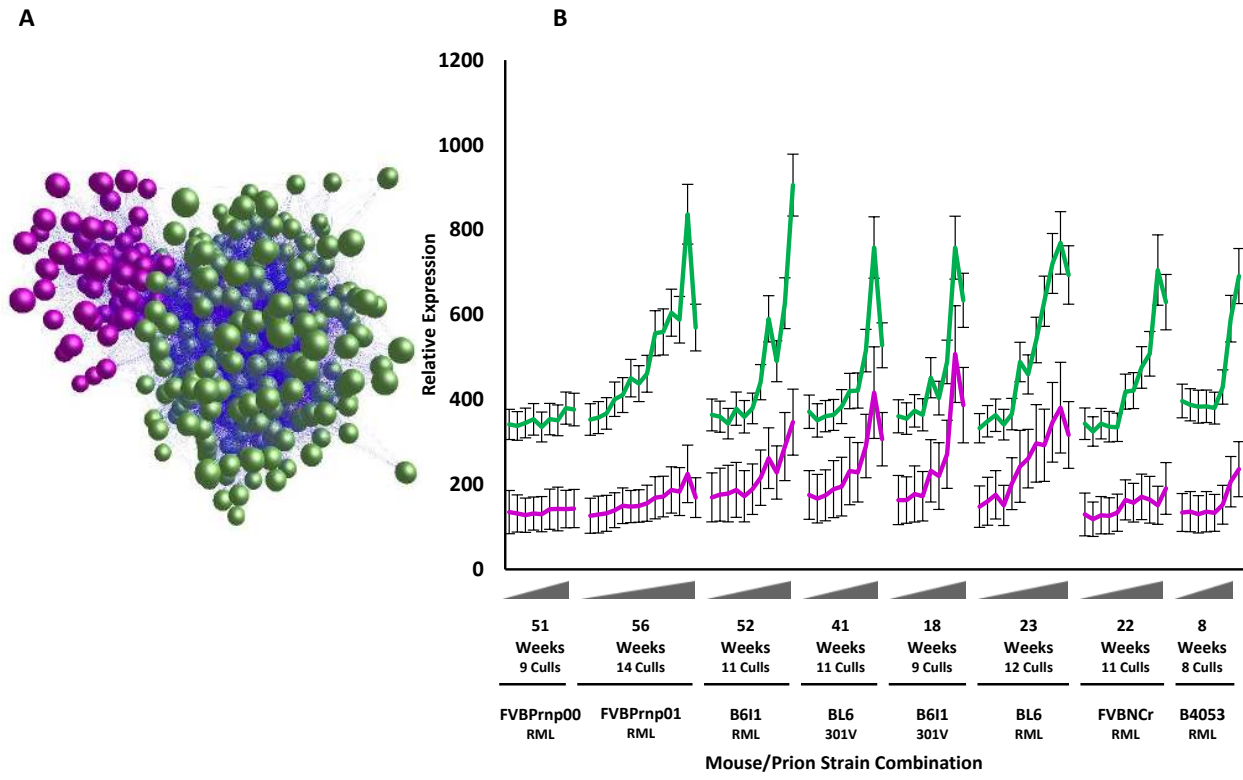 A
B
1200
1000
800
600
400
200
0
Relative Expression
51
Weeks
9 Culls
56
Weeks
14 Culls
52
Weeks
11 Culls
41
Weeks
11 Culls
18
Weeks
9 Culls
23
Weeks
12 Culls
22
Weeks
11 Culls
8
Weeks
8 Culls
FVBPrnp00
RML
FVBPrnp01
RML
B6I1
RML
BL6
301V
B6I1
301V
BL6
RML
FVBNCr
RML
B4053
RML
Mouse/Prion Strain Combination